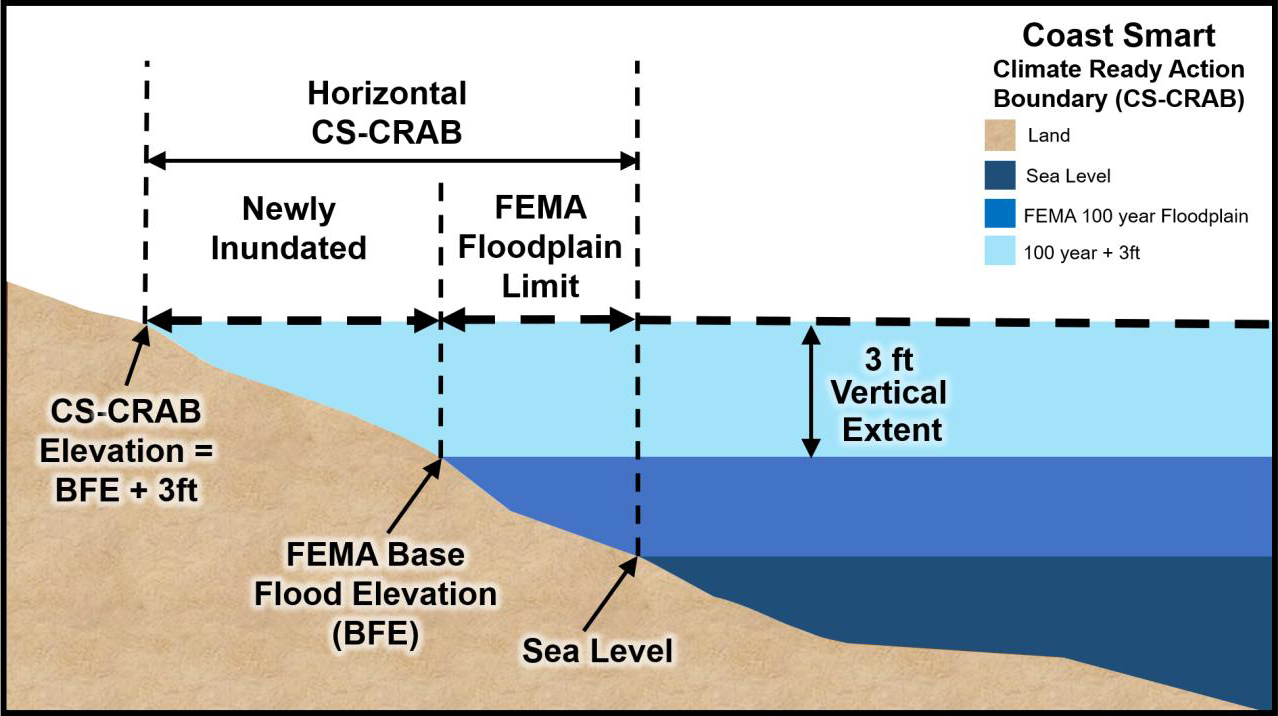 Coast Smart
Climate Ready Action
Boundary (CS-CRAB)
Land
Sea Level
FEMA 100 year Floodplain
100 year + 3ft
Horizontal
CS-CRAB
Newly
Inundated
FEMA
Floodplain
Limit
3 ft
Vertical
Extent
CS-CRAB
Elevation =
BFE + 3ft
FEMA Base
Flood Elevation
(BFE)
Sea Level